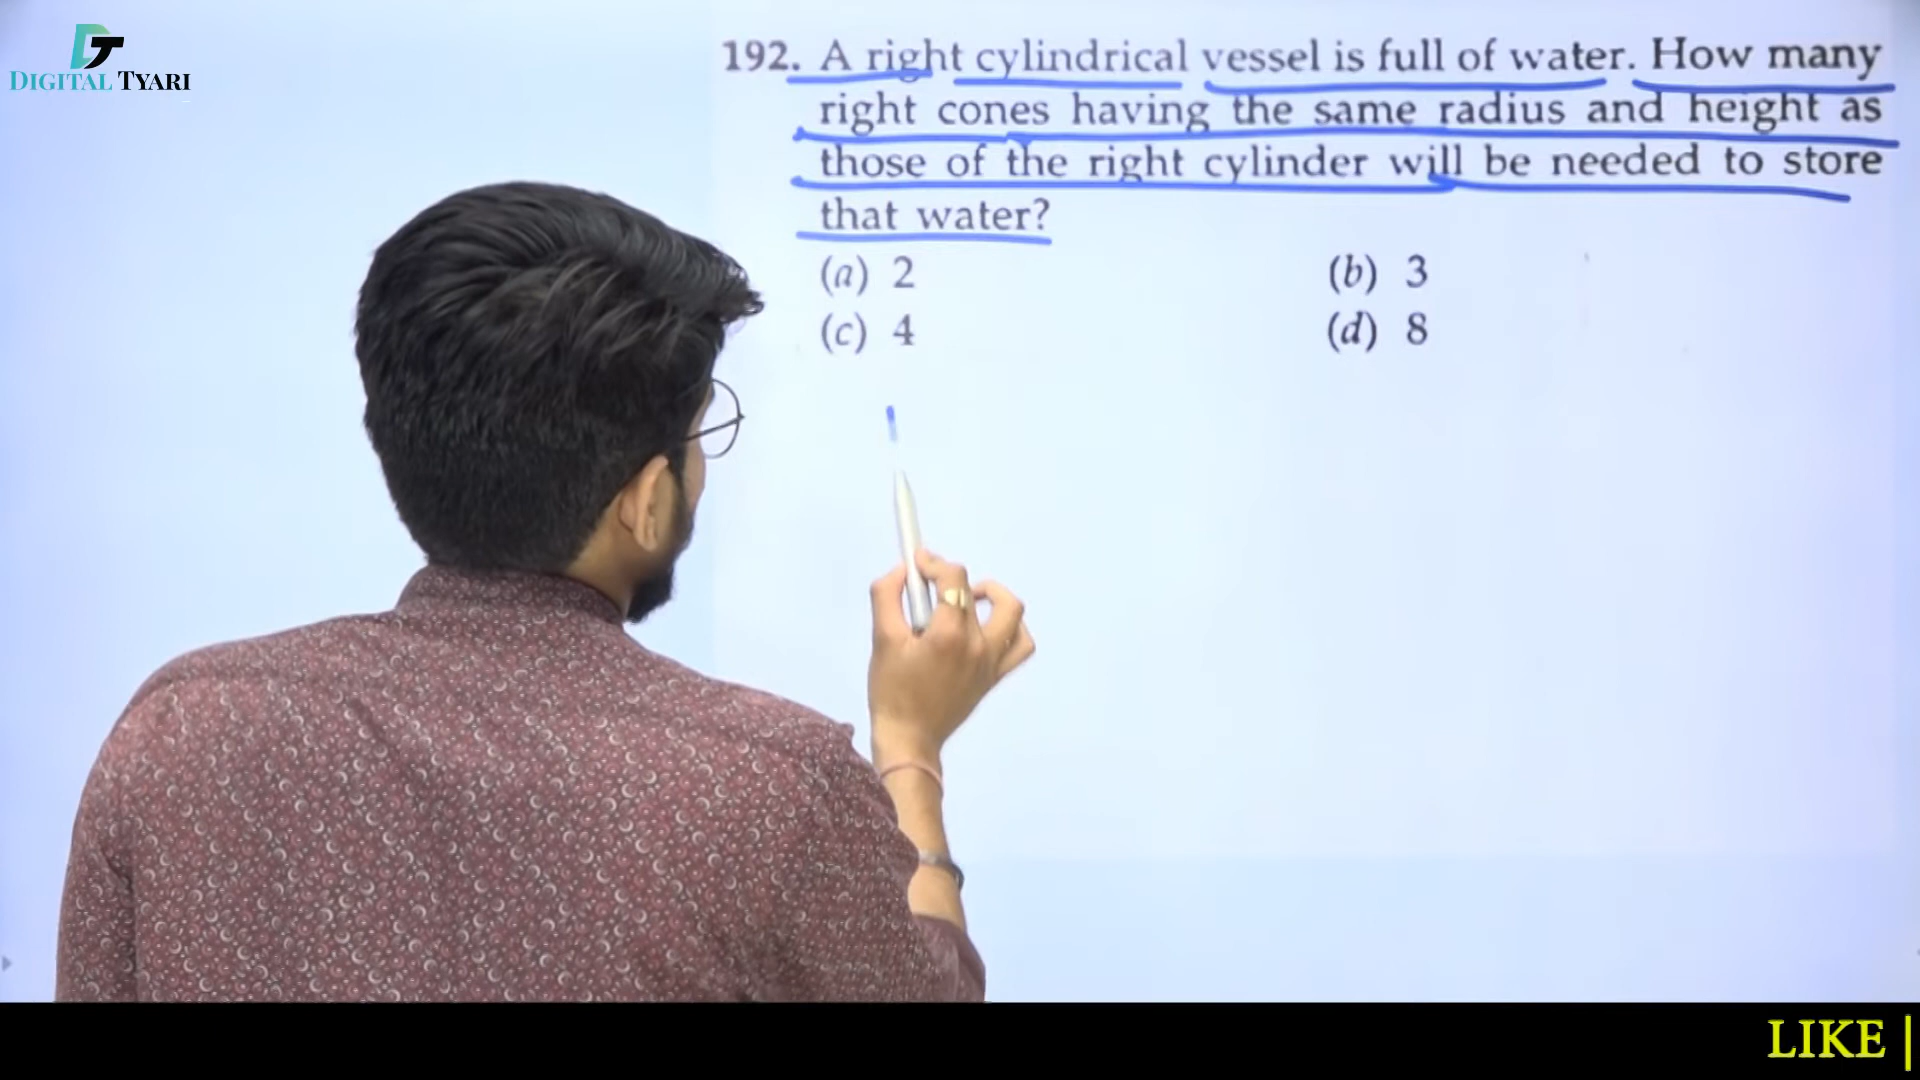 DIGITAL TYARI
192. A right cylindrical vessel is full of water. How many
right cones having the same radius and height as
those of the right cylinder will be needed to store
that water?
(a) 2 (b) 3
(c) 4 (d) 8
LIKE |